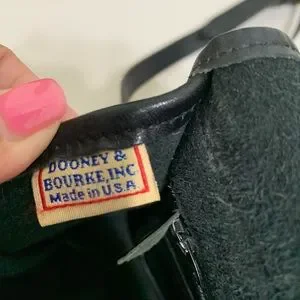 DOONEY &
BOURKE, INC
Made in U.S.A.